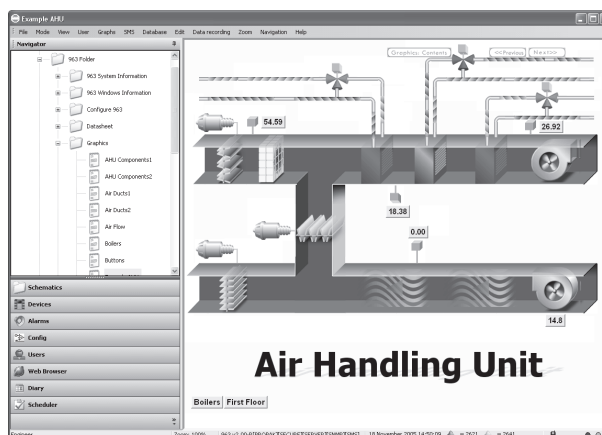 Example AHU
File Mode View User Graphs SMS Database Edit Data recording Zoom Navigation Help
Navigator
963 Folder
963 System Information
963 Windows Information
Configure 963
Datasheet
Graphics
AHU Components1
AHU Components2
Air Ducts1
Air Ducts2
Air Flow
Boilers
Buttons
Schematics
Devices
Alarms
Config
Users
Web Browser
Diary
Scheduler
Graphics: Contents <<Previous Next>>
54.59
26.92
18.38
0.00
14.8
Air Handling Unit
Boilers First Floor
Engineer Zoom: 100% 18 November 2005 14:50:09 = 2621 = 2641